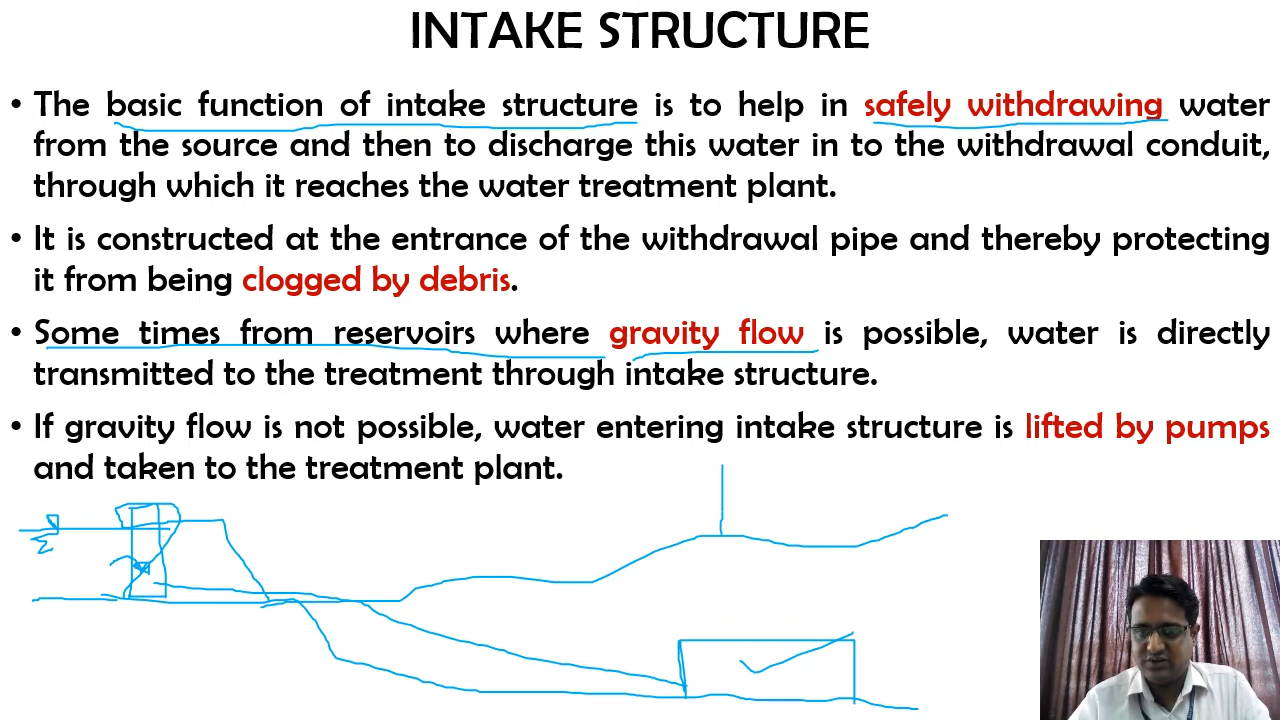 INTAKE STRUCTURE
• The basic function of intake structure is to help in safely withdrawing water
from the source and then to discharge this water in to the withdrawal conduit,
through which it reaches the water treatment plant.
• It is constructed at the entrance of the withdrawal pipe and thereby protecting
it from being clogged by debris.
• Some times from reservoirs where gravity flow is possible, water is directly
transmitted to the treatment through intake structure.
• If gravity flow is not possible, water entering intake structure is lifted by pumps
and taken to the treatment plant.